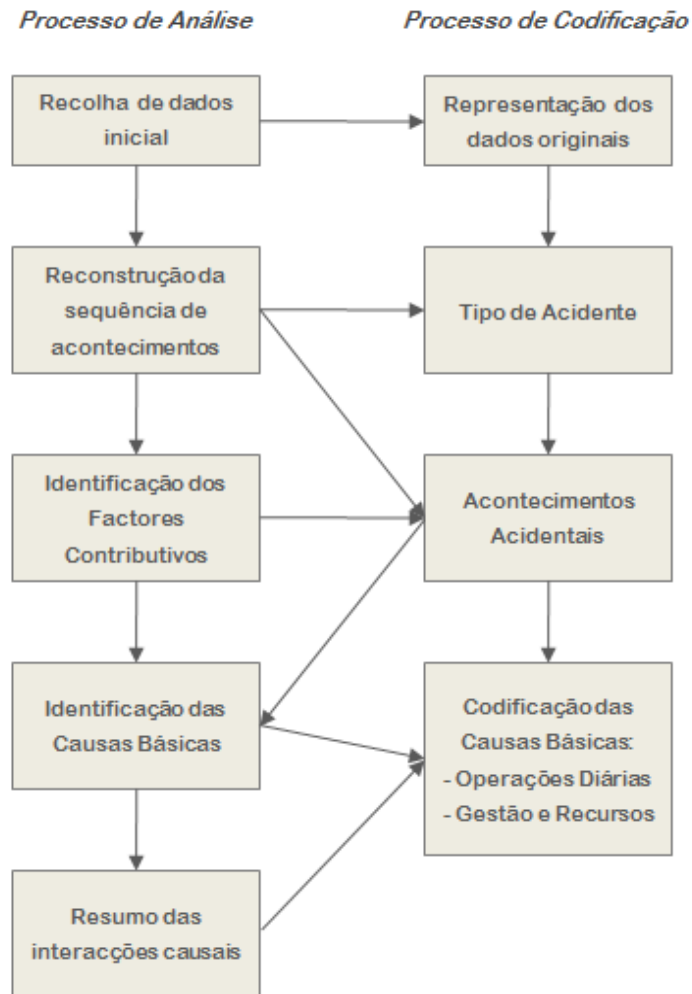 Processo de Análise
Processo de Codificação
Recolha de dados
inicial
Representação dos
dados originais
Reconstrução da
sequência de
acontecimentos
Tipo de Acidente
Identificação dos
Factores
Contributivos
Acontecimentos
Acidentais
Identificação das
Causas Básicas
Codificação das
Causas Básicas:
- Operações Diárias
- Gestão e Recursos
Resumo das
interacções causais